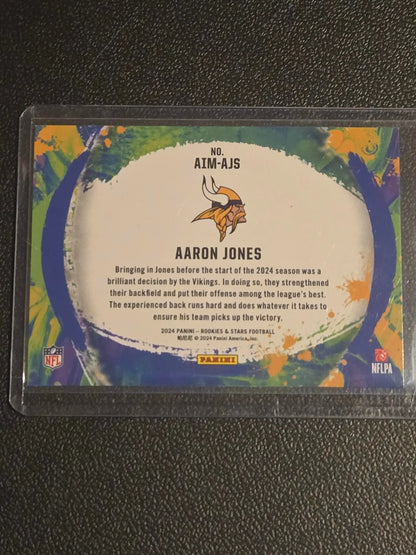 NO.
AIM-AJS
AARON JONES
Bringing in Jones before the start of the 2024 season was a
brilliant decision by the Vikings. In doing so, they strengthened
their backfield and put their offense among the league's best.
The experienced back runs hard and does whatever it takes to
ensure his team picks up the victory.
2024 PANINI – ROOKIES & STARS FOOTBALL
帕尼尼 © 2024 Panini America, Inc.
PANINI
NFL
NFLPA